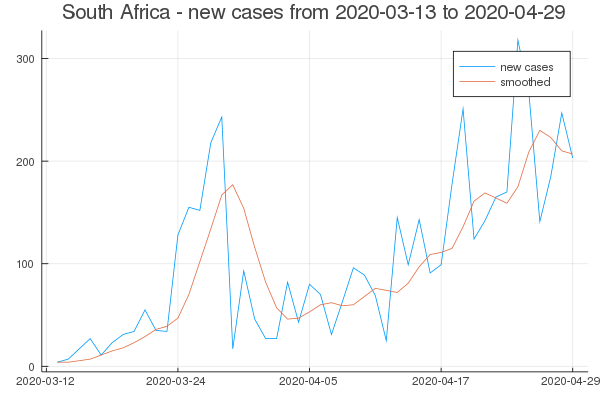 South Africa - new cases from 2020-03-13 to 2020-04-29
new cases
smoothed
300
200
100
0
2020-03-12 2020-03-24 2020-04-05 2020-04-17 2020-04-29